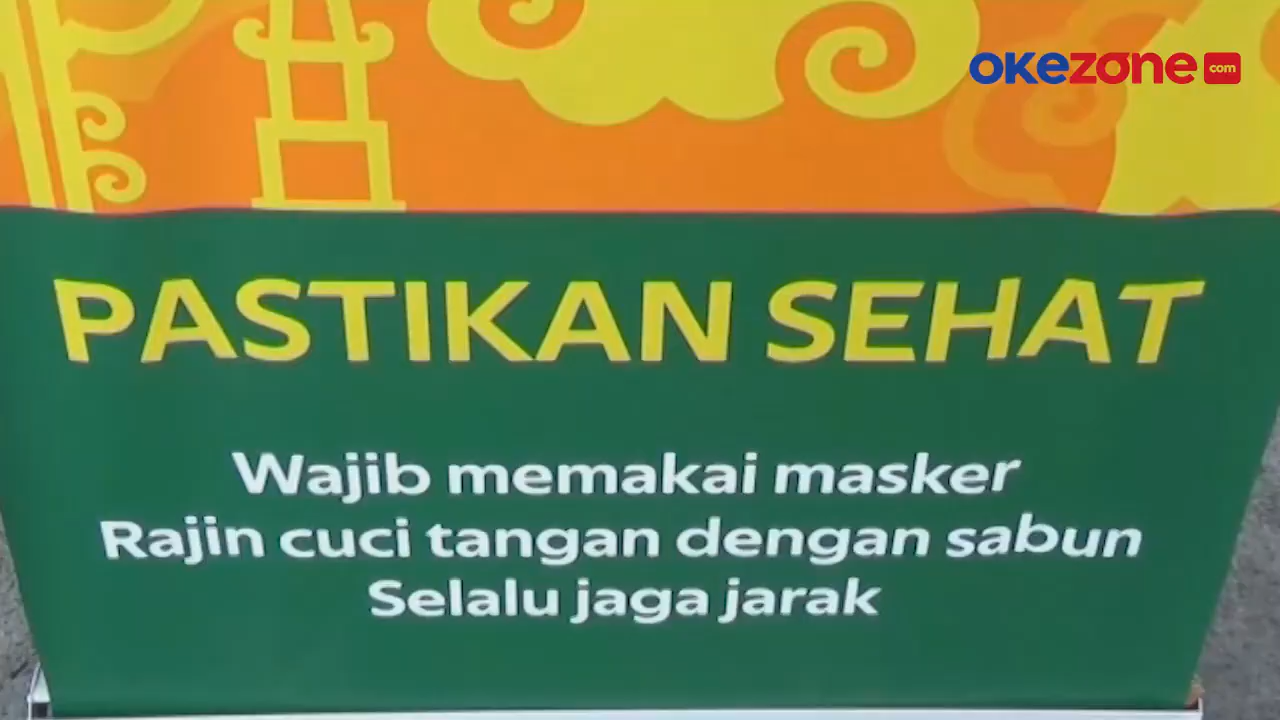 okezone.com
PASTIKAN SEHAT
Wajib memakai masker
Rajin cuci tangan dengan sabun
Selalu jaga jarak